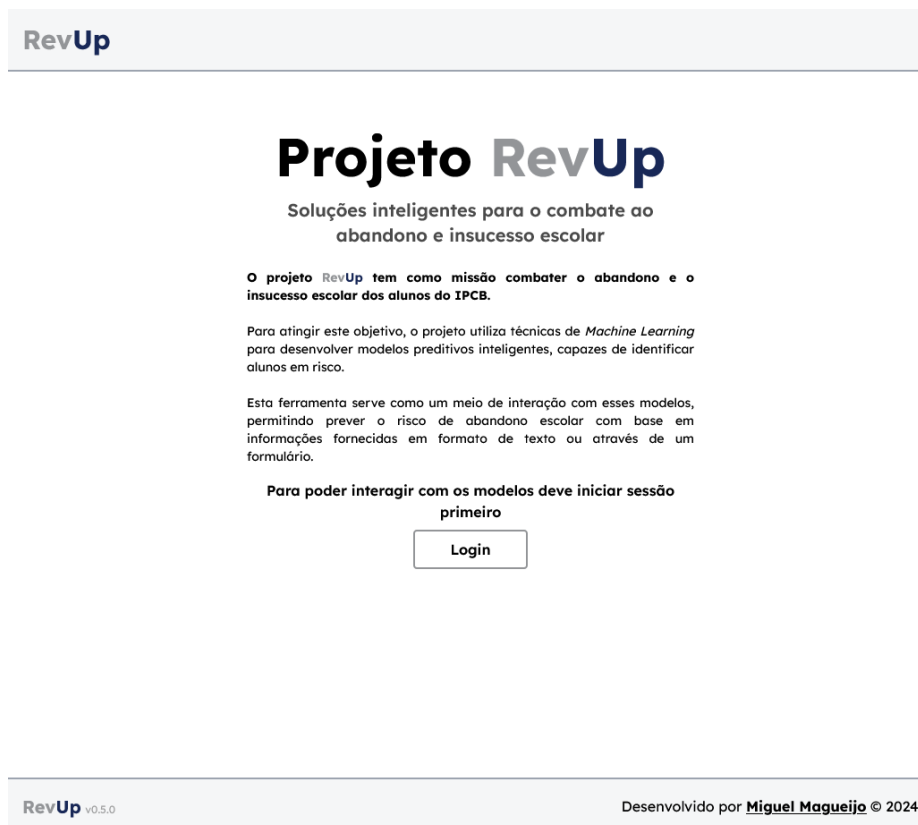 RevUp
Projeto RevUp
Soluções inteligentes para o combate ao
abandono e insucesso escolar
O projeto RevUp tem como missão combater o abandono e o
insucesso escolar dos alunos do IPCB.
Para atingir este objetivo, o projeto utiliza técnicas de Machine Learning
para desenvolver modelos preditivos inteligentes, capazes de identificar
alunos em risco.
Esta ferramenta serve como um meio de interação com esses modelos,
permitindo prever o risco de abandono escolar com base em
informações fornecidas em formato de texto ou através de um
formulário.
Para poder interagir com os modelos deve iniciar sessão
primeiro
Login
RevUp v0.5.0
Desenvolvido por Miguel Magueijo © 2024